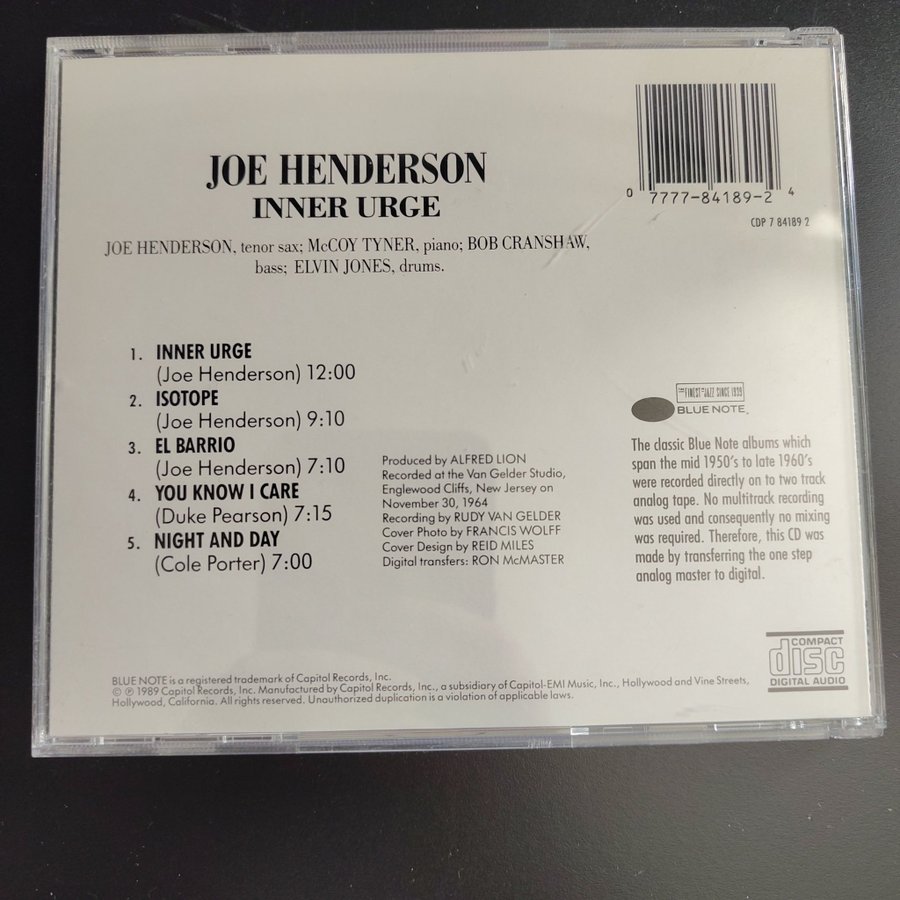 JOE HENDERSON
INNER URGE
JOE HENDERSON, tenor sax; McCOY TYNER, piano; BOB CRANSHAW,
bass; ELVIN JONES, drums.
0 7777-84189-2 4
CDP 7 84189 2
1. INNER URGE
(Joe Henderson) 12:00
2. ISOTOPE
(Joe Henderson) 9:10
3. EL BARRIO
(Joe Henderson) 7:10
4. YOU KNOW I CARE
(Duke Pearson) 7:15
5. NIGHT AND DAY
(Cole Porter) 7:00
Produced by ALFRED LION
Recorded at the Van Gelder Studio,
Englewood Cliffs, New Jersey on
November 30, 1964
Recording by RUDY VAN GELDER
Cover Photo by FRANCIS WOLFF
Cover Design by REID MILES
Digital transfers: RON McMASTER
THE FINEST IN JAZZ SINCE 1939
BLUE NOTE.
The classic Blue Note albums which
span the mid 1950's to late 1960's
were recorded directly on to two track
analog tape. No multitrack recording
was used and consequently no mixing
was required. Therefore, this CD was
made by transferring the one step
analog master to digital.
COMPACT
disc
DIGITAL AUDIO
BLUE NOTE is a registered trademark of Capitol Records, Inc.
© ℗ 1989 Capitol Records, Inc. Manufactured by Capitol Records, Inc., a subsidiary of Capitol-EMI Music, Inc., Hollywood and Vine Streets,
Hollywood, California. All rights reserved. Unauthorized duplication is a violation of applicable laws.